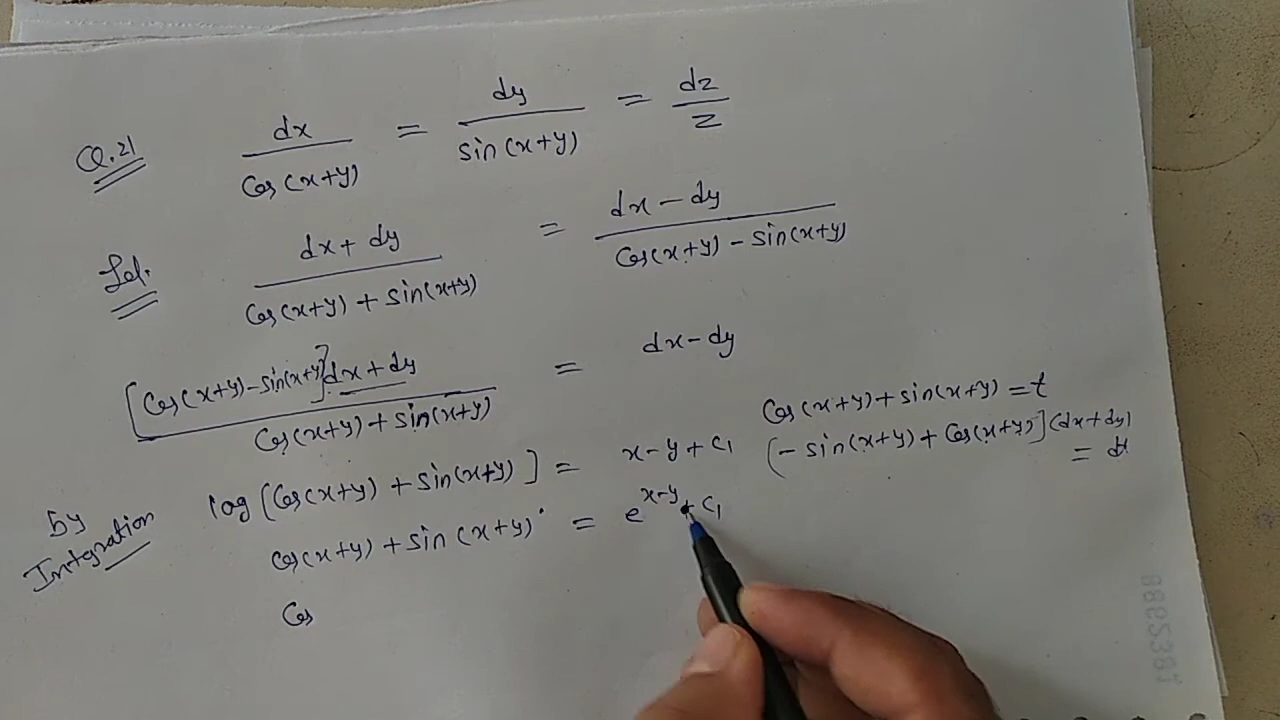 Q.21 dx/cos(x+y) = dy/sin(x+y) = dz/z
Sol. dx + dy/cos(x+y) + sin(x+y) = dx - dy/cos(x+y) - sin(x+y)
[cos(x+y) - sin(x+y)] dx + dy/cos(x+y) + sin(x+y) = dx - dy
cos(x+y) + sin(x+y) = t
[- sin(x+y) + cos(x+y)] (dx + dy)
= dt
By Integration log [cos(x+y) + sin(x+y)] = x - y + c1
cos(x+y) + sin(x+y) = e^x-y + c1
cos
8862381